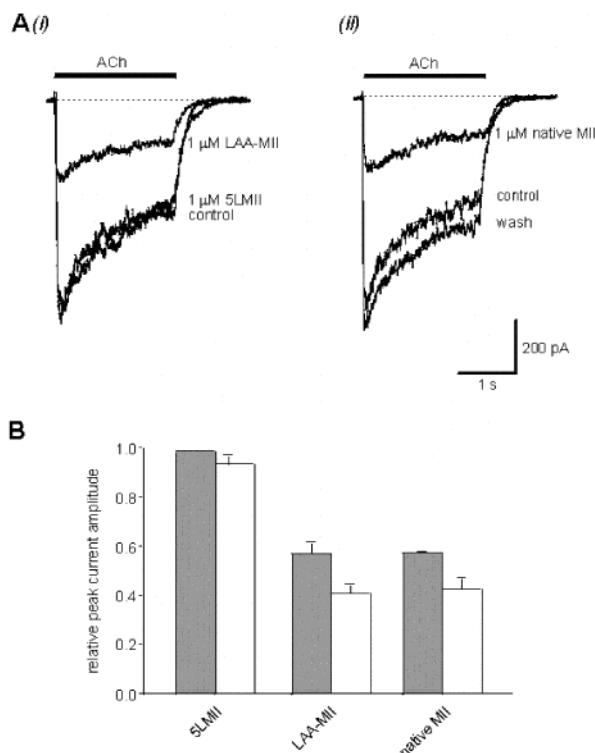 A (i)
ACh
1 µM LAA-MII
1 µM 5LMII
control
(ii)
ACh
1 µM native MII
control
wash
200 pA
1 s
B
relative peak current amplitude
1.0
0.8
0.6
0.4
0.2
0.0
5LMII
LAA-MII
native MII